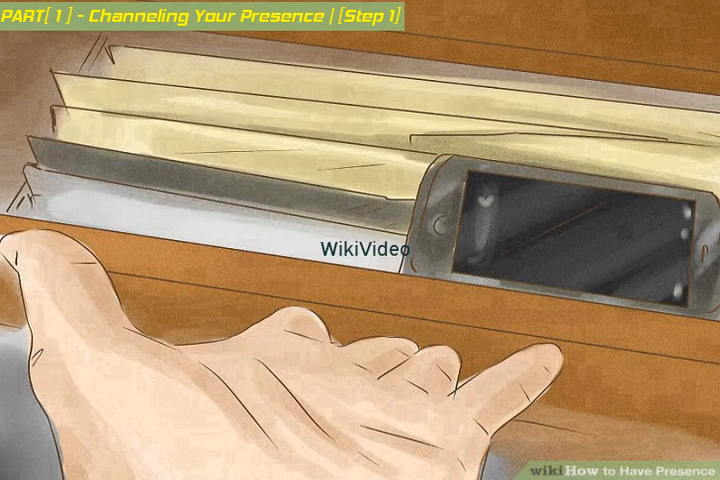 PART[ 1 ] - Channeling Your Presence | [Step 1]
WikiVideo
wikiHow to Have Presence